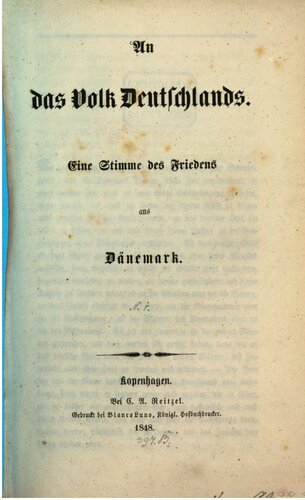 An
das Volk Deutschlands.
Eine Stimme des Friedens
aus
Dänemark.
Kopenhagen.
Bei C. A. Reitzel.
Gedruckt bei Bianco Luno, Königl. Hofbuchdrucker.
1848.